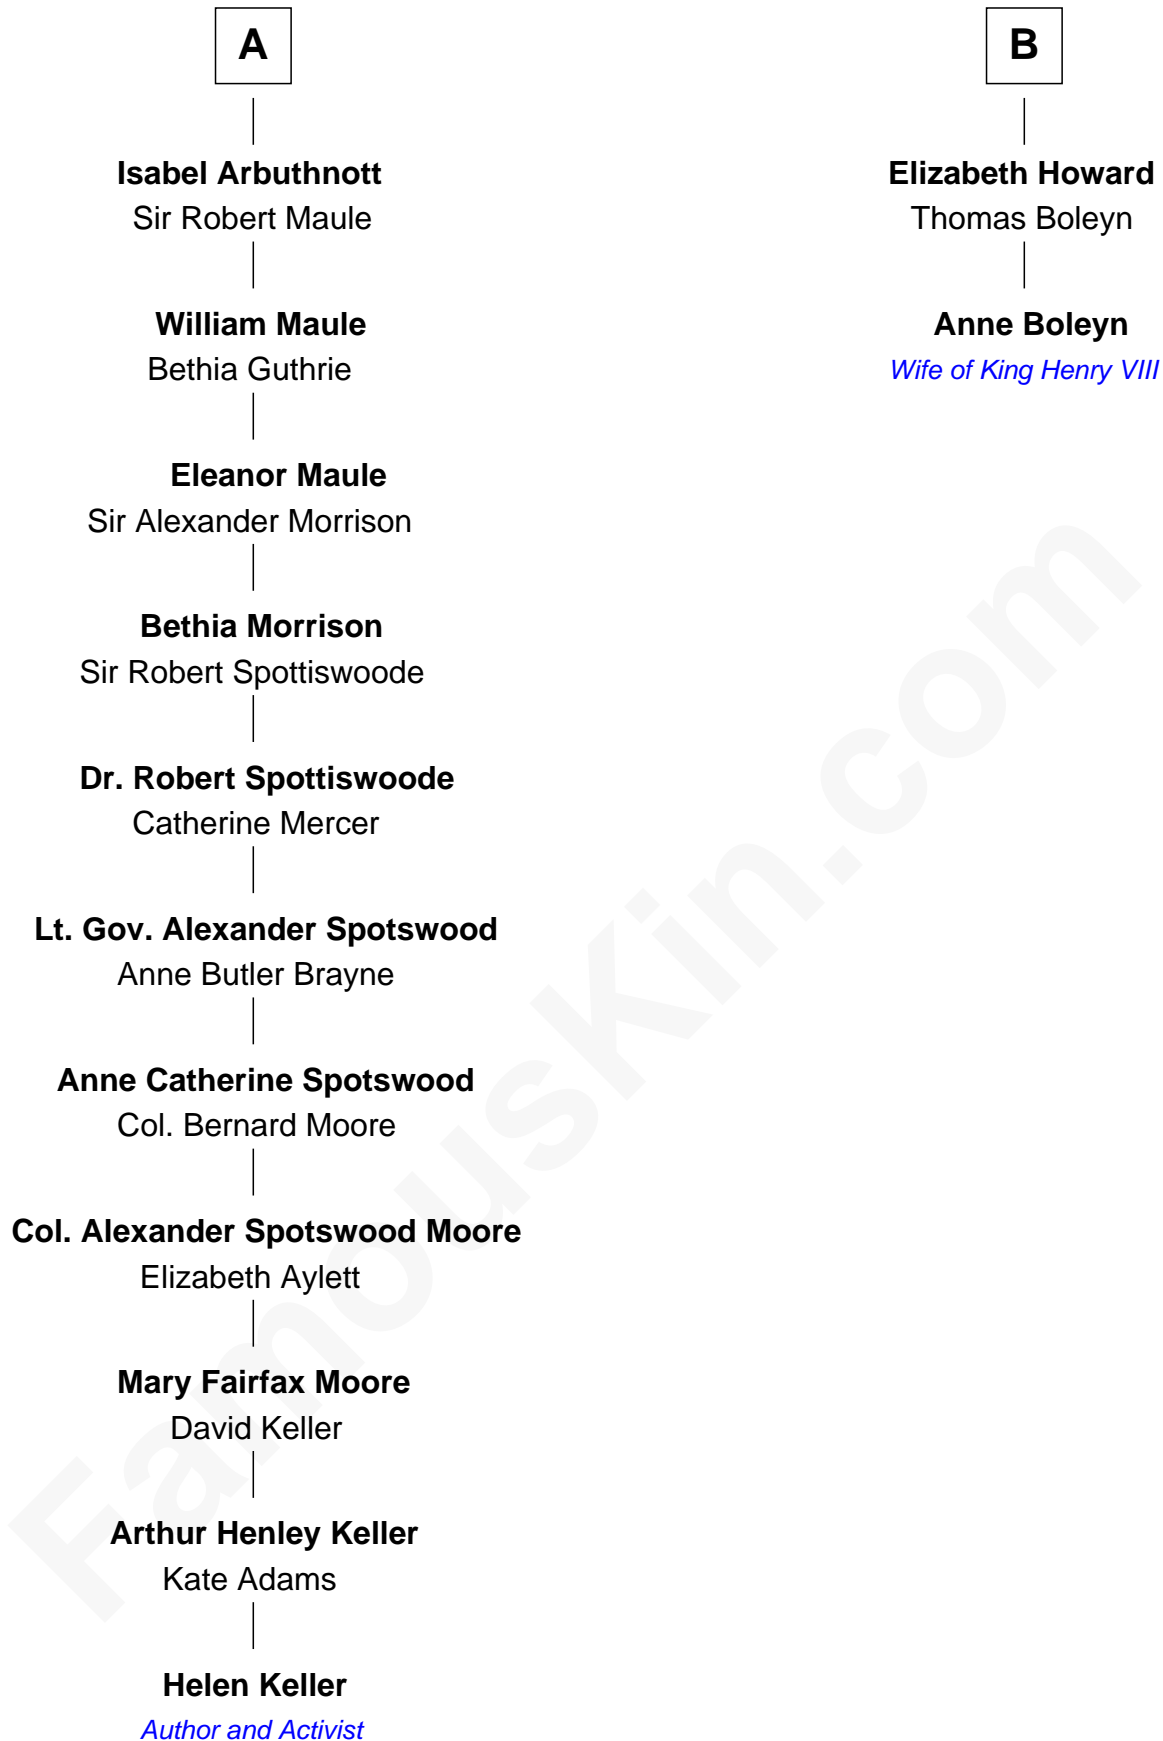 A
Isabel Arbuthnott
Sir Robert Maule
William Maule
Bethia Guthrie
Eleanor Maule
Sir Alexander Morrison
Bethia Morrison
Sir Robert Spottiswoode
Dr. Robert Spottiswoode
Catherine Mercer
Lt. Gov. Alexander Spotswood
Anne Butler Brayne
Anne Catherine Spotswood
Col. Bernard Moore
Col. Alexander Spotswood Moore
Elizabeth Aylett
Mary Fairfax Moore
David Keller
Arthur Henley Keller
Kate Adams
Helen Keller
Author and Activist
B
Elizabeth Howard
Thomas Boleyn
Anne Boleyn
Wife of King Henry VIII
FamousKin.com